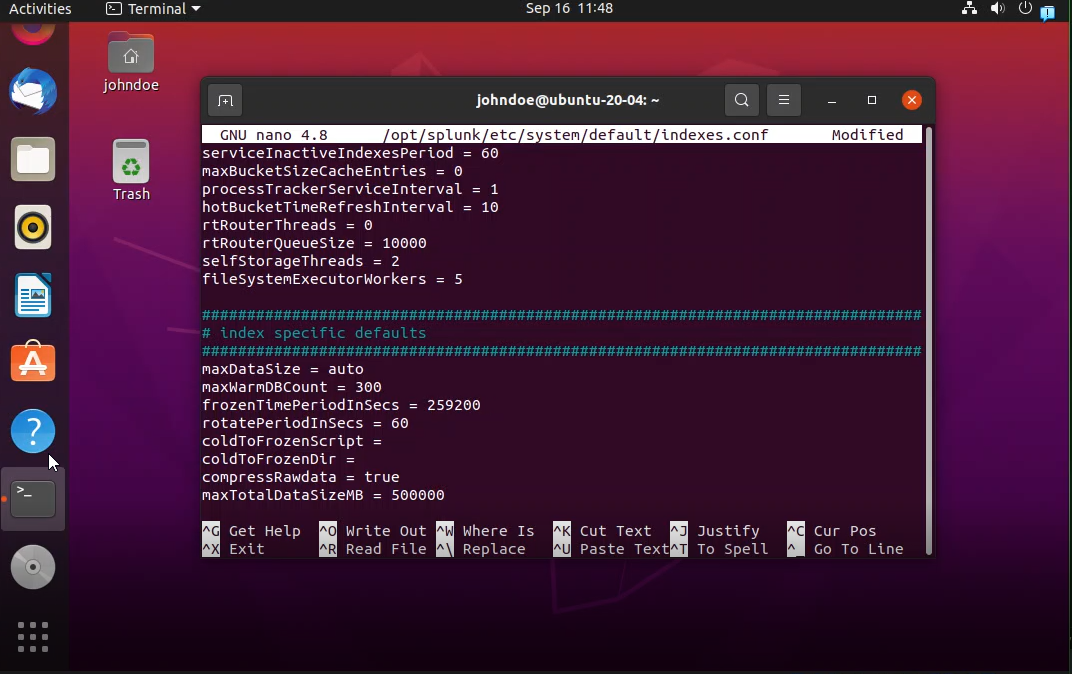 Activities
Terminal
Sep 16 11:48
johndoe
Trash
johndoe@ubuntu-20-04: ~
GNU nano 4.8 /opt/splunk/etc/system/default/indexes.conf Modified
serviceInactiveIndexesPeriod = 60
maxBucketSizeCacheEntries = 0
processTrackerServiceInterval = 1
hotBucketTimeRefreshInterval = 10
rtRouterThreads = 0
rtRouterQueueSize = 10000
selfStorageThreads = 2
fileSystemExecutorWorkers = 5
################################################################################
# index specific defaults
################################################################################
maxDataSize = auto
maxWarmDBCount = 300
frozenTimePeriodInSecs = 259200
rotatePeriodInSecs = 60
coldToFrozenScript =
coldToFrozenDir =
compressRawdata = true
maxTotalDataSizeMB = 500000
^G Get Help ^O Write Out ^W Where Is ^K Cut Text ^J Justify ^C Cur Pos
^X Exit ^R Read File ^\ Replace ^U Paste Text ^T To Spell ^_ Go To Line